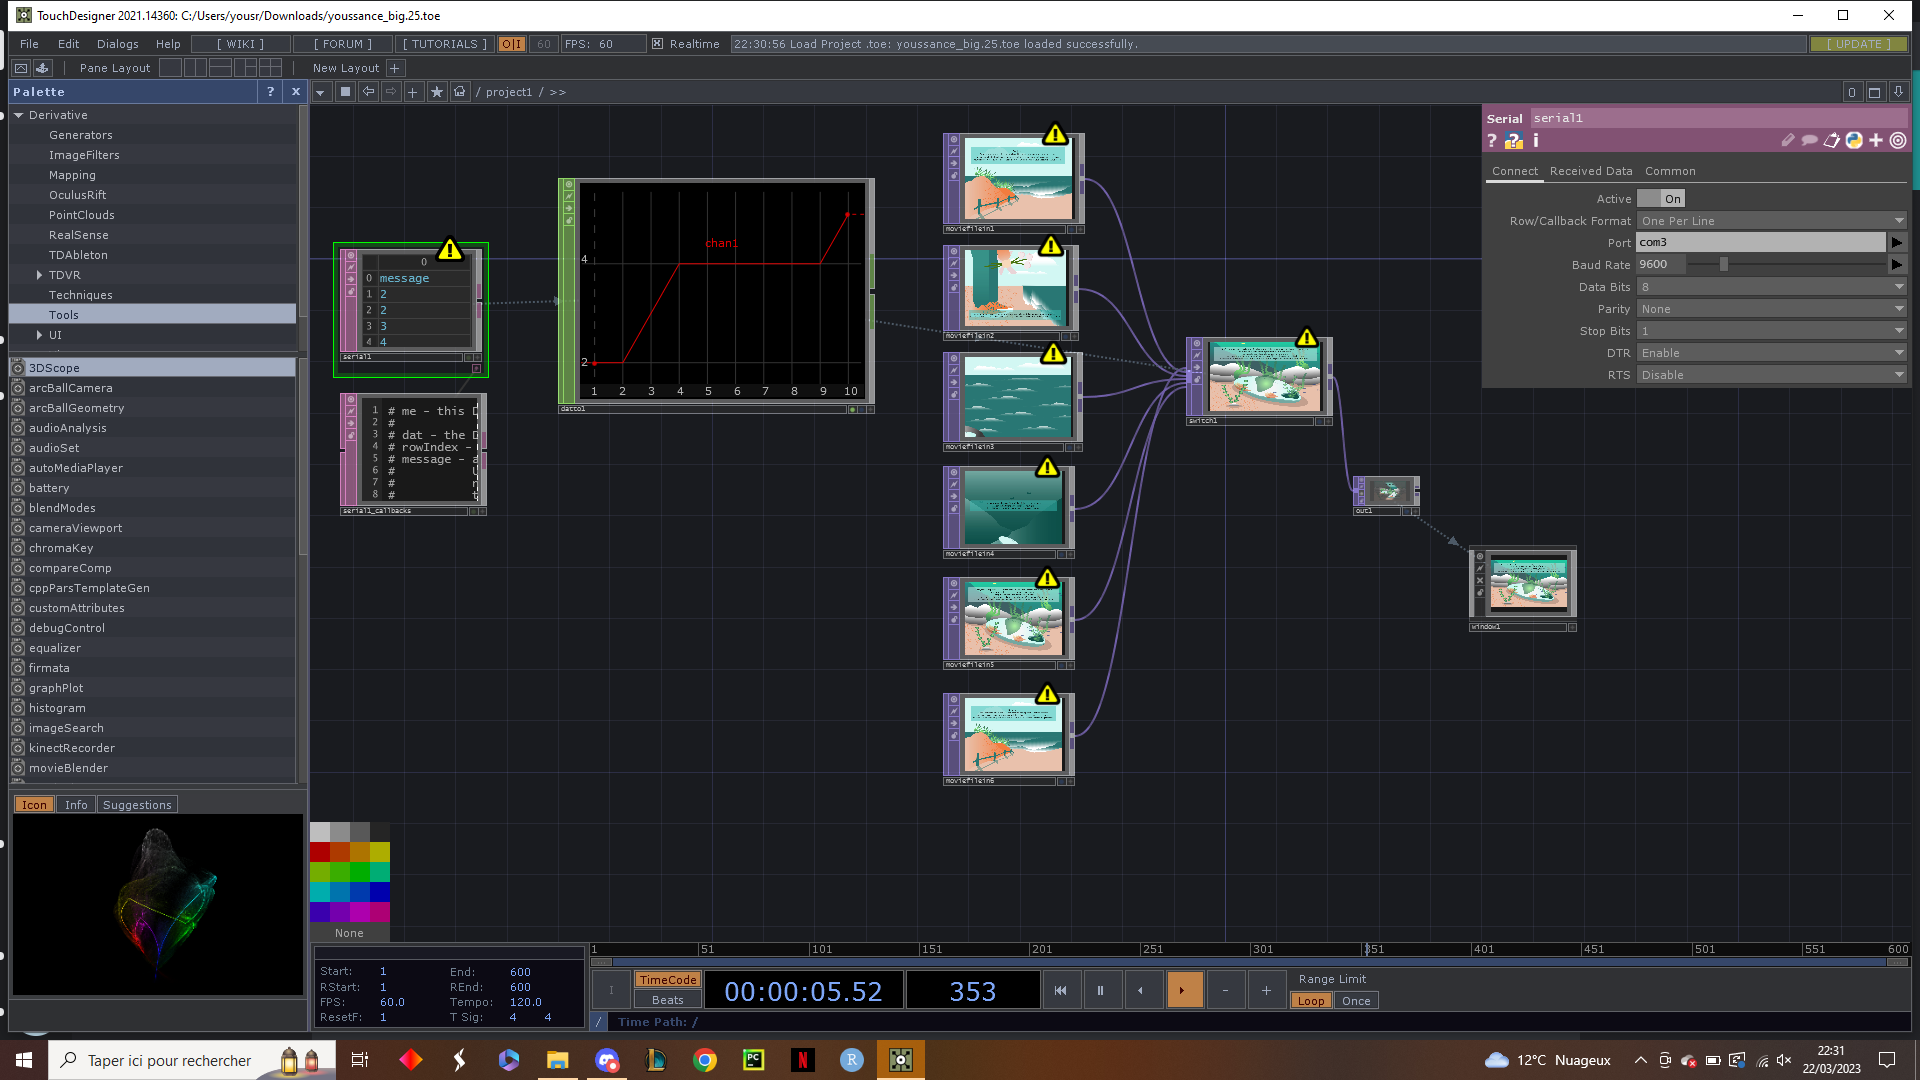 TouchDesigner 2021.14360: C:/Users/yousr/Downloads/youssance_big.25.toe
File Edit Dialogs Help [ WIKI ] [ FORUM ] [ TUTORIALS ] O|I 60 FPS: 60 Realtime 22:30:56 Load Project .toe: youssance_big.25.toe loaded successfully. [ UPDATE ]
Pane Layout New Layout +
Palette ? x
/ project1 / >>
Derivative
Generators
ImageFilters
Mapping
OculusRift
PointClouds
RealSense
TDAbleton
TDVR
Techniques
Tools
UI
3DScope
arcBallCamera
arcBallGeometry
audioAnalysis
audioSet
autoMediaPlayer
battery
blendModes
cameraViewport
chromaKey
compareComp
cppParsTemplateGen
customAttributes
debugControl
equalizer
firmata
graphPlot
histogram
imageSearch
kinectRecorder
movieBlender
Icon Info Suggestions
0
0 message
1 2
2 2
3 3
4 4
serial1
1 # me - this D
2 #
3 # dat - the D
4 # rowIndex -
5 # message - a
6 #
7 #
8 #
serial1_callbacks
chan1
4
2
1 2 3 4 5 6 7 8 9 10
datto1
moviefilein1
moviefilein2
moviefilein3
moviefilein4
moviefilein5
moviefilein6
switch1
out1
window1
Serial serial1
? i
Connect Received Data Common
Active On
Row/Callback Format One Per Line
Port com3
Baud Rate 9600
Data Bits 8
Parity None
Stop Bits 1
DTR Enable
RTS Disable
None
1 51 101 151 201 251 301 351 401 451 501 551 600
Start: 1 End: 600
RStart: 1 REnd: 600
FPS: 60.0 Tempo: 120.0
ResetF: 1 T Sig: 4 4
TimeCode
Beats
00:00:05.52
353
- +
Range Limit
Loop Once
/ Time Path: /
Taper ici pour rechercher
PC
N
R
12°C Nuageux
22:31
22/03/2023